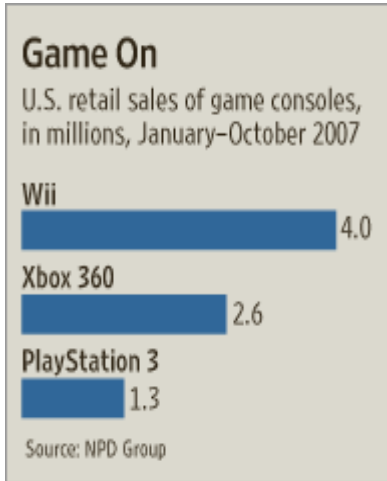 Game On
U.S. retail sales of game consoles,
in millions, January–October 2007
Wii
4.0
Xbox 360
2.6
PlayStation 3
1.3
Source: NPD Group